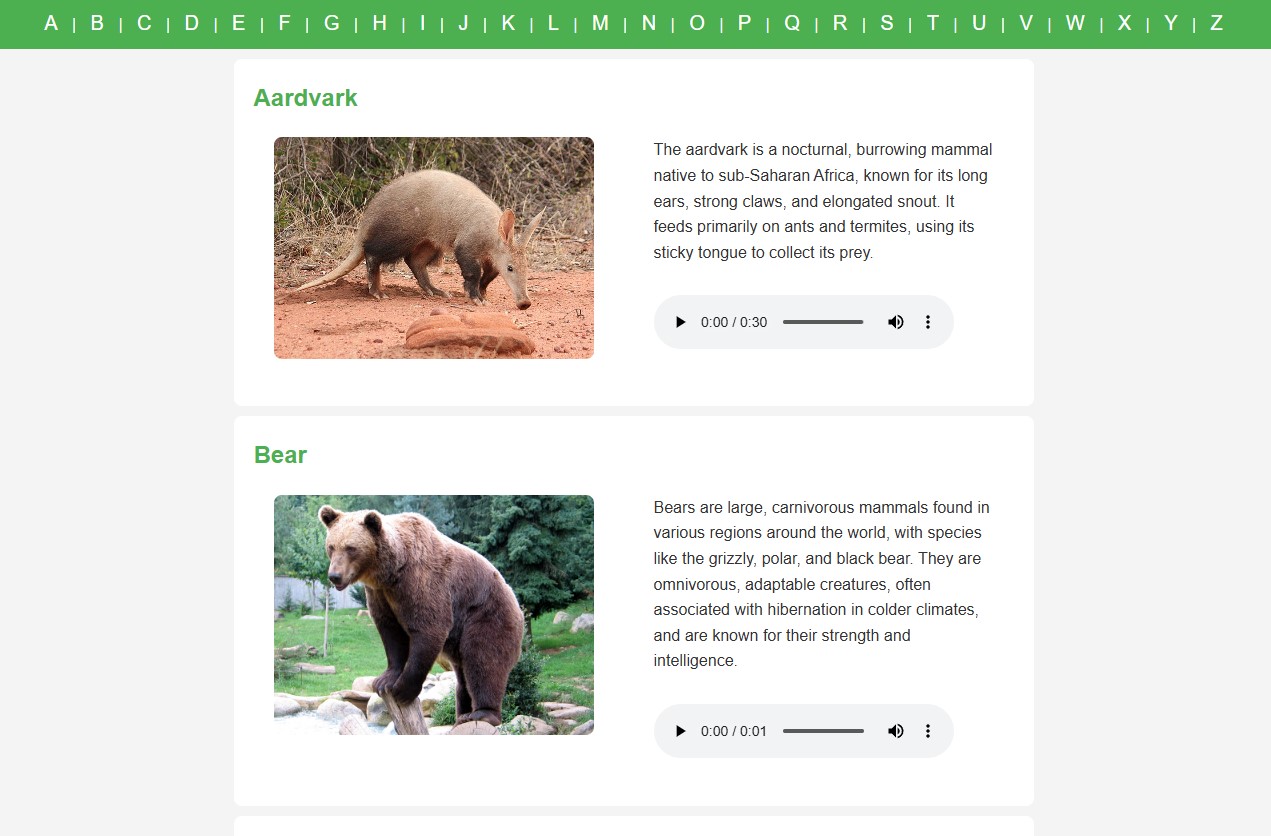 A | B | C | D | E | F | G | H | I | J | K | L | M | N | O | P | Q | R | S | T | U | V | W | X | Y | Z
Aardvark
The aardvark is a nocturnal, burrowing mammal
native to sub-Saharan Africa, known for its long
ears, strong claws, and elongated snout. It
feeds primarily on ants and termites, using its
sticky tongue to collect its prey.
0:00 / 0:30
Bear
Bears are large, carnivorous mammals found in
various regions around the world, with species
like the grizzly, polar, and black bear. They are
omnivorous, adaptable creatures, often
associated with hibernation in colder climates,
and are known for their strength and
intelligence.
0:00 / 0:01